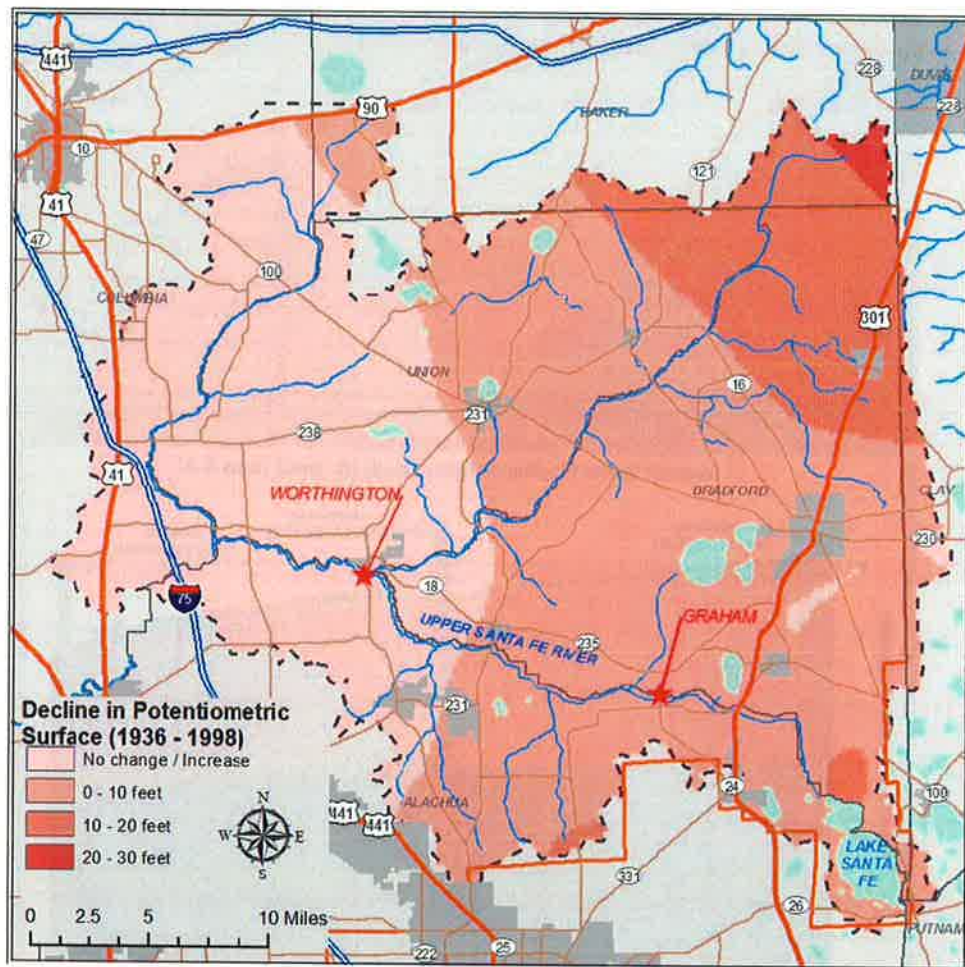 441
228
DUVAL
228
90
BAKER
10
121
41
47
100
COLUMBIA
301
UNION
16
231
238
41
WORTHINGTON
BRADFORD
CLAY
230
75
18
GRAHAM
UPPER SANTA FE RIVER
235
231
Decline in Potentiometric
Surface (1936 - 1998)
No change / Increase
0 - 10 feet
10 - 20 feet
20 - 30 feet
N
W E
S
24
100
ALACHUA
441
441
LAKE
SANTA
FE
331
26
PUTNAM
0 2.5 5 10 Miles
222
25